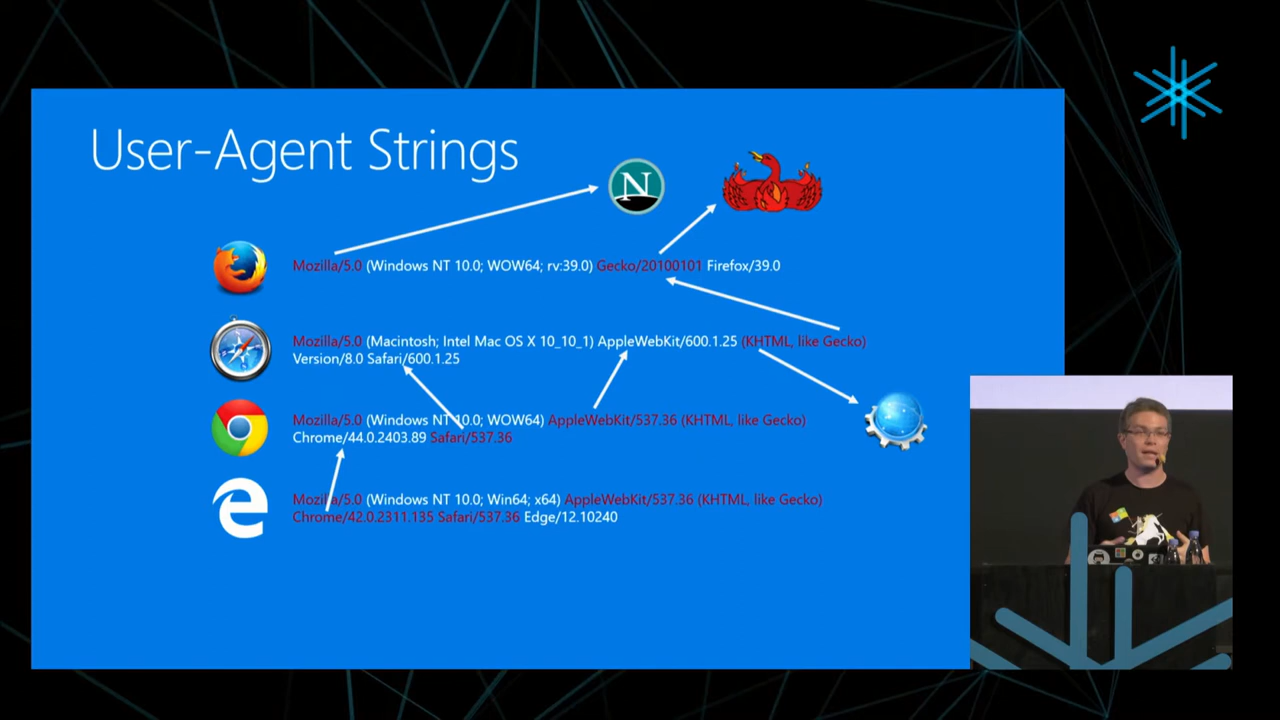 User-Agent Strings
N
Mozilla/5.0 (Windows NT 10.0; WOW64; rv:39.0) Gecko/20100101 Firefox/39.0
Mozilla/5.0 (Macintosh; Intel Mac OS X 10_10_1) AppleWebKit/600.1.25 (KHTML, like Gecko)
Version/8.0 Safari/600.1.25
Mozilla/5.0 (Windows NT 10.0; WOW64) AppleWebKit/537.36 (KHTML, like Gecko)
Chrome/44.0.2403.89 Safari/537.36
Mozilla/5.0 (Windows NT 10.0; Win64; x64) AppleWebKit/537.36 (KHTML, like Gecko)
Chrome/42.0.2311.135 Safari/537.36 Edge/12.10240